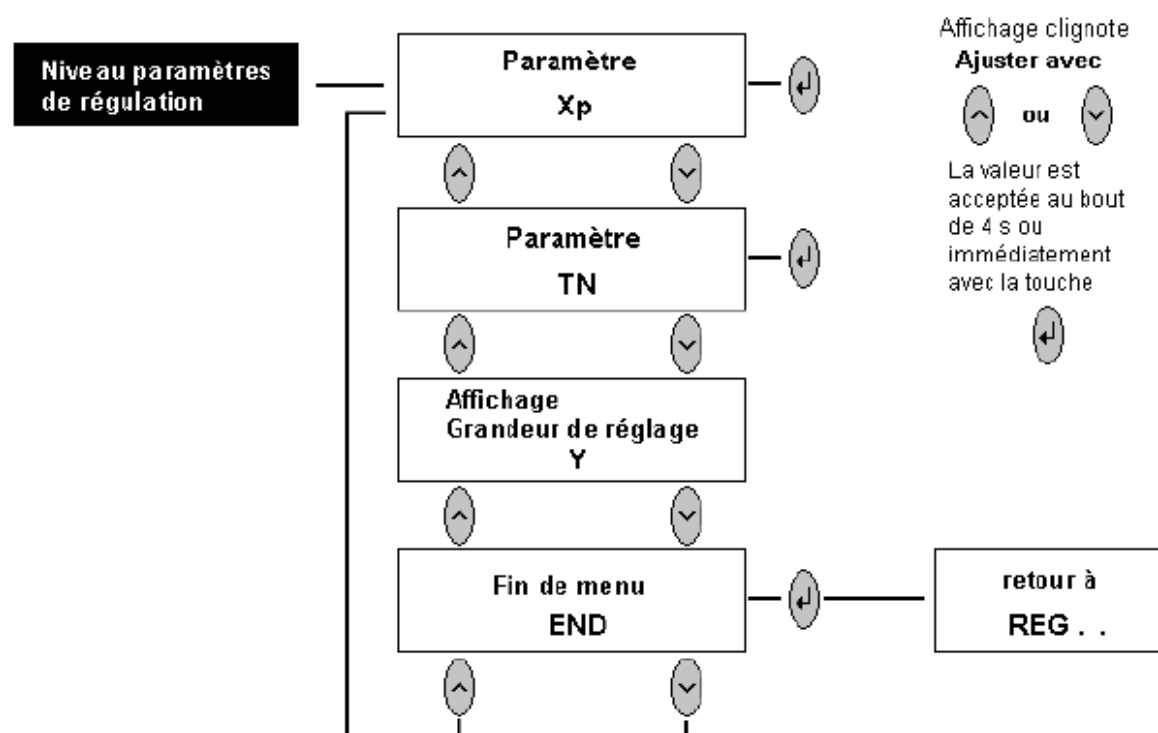 Niveau paramètres
de régulation
Paramètre
Xp
Paramètre
TN
Affichage
Grandeur de réglage
Y
Fin de menu
END
retour à
REG . .
Affichage clignote
Ajuster avec
ou
La valeur est
acceptée au bout
de 4 s ou
immédiatement
avec la touche